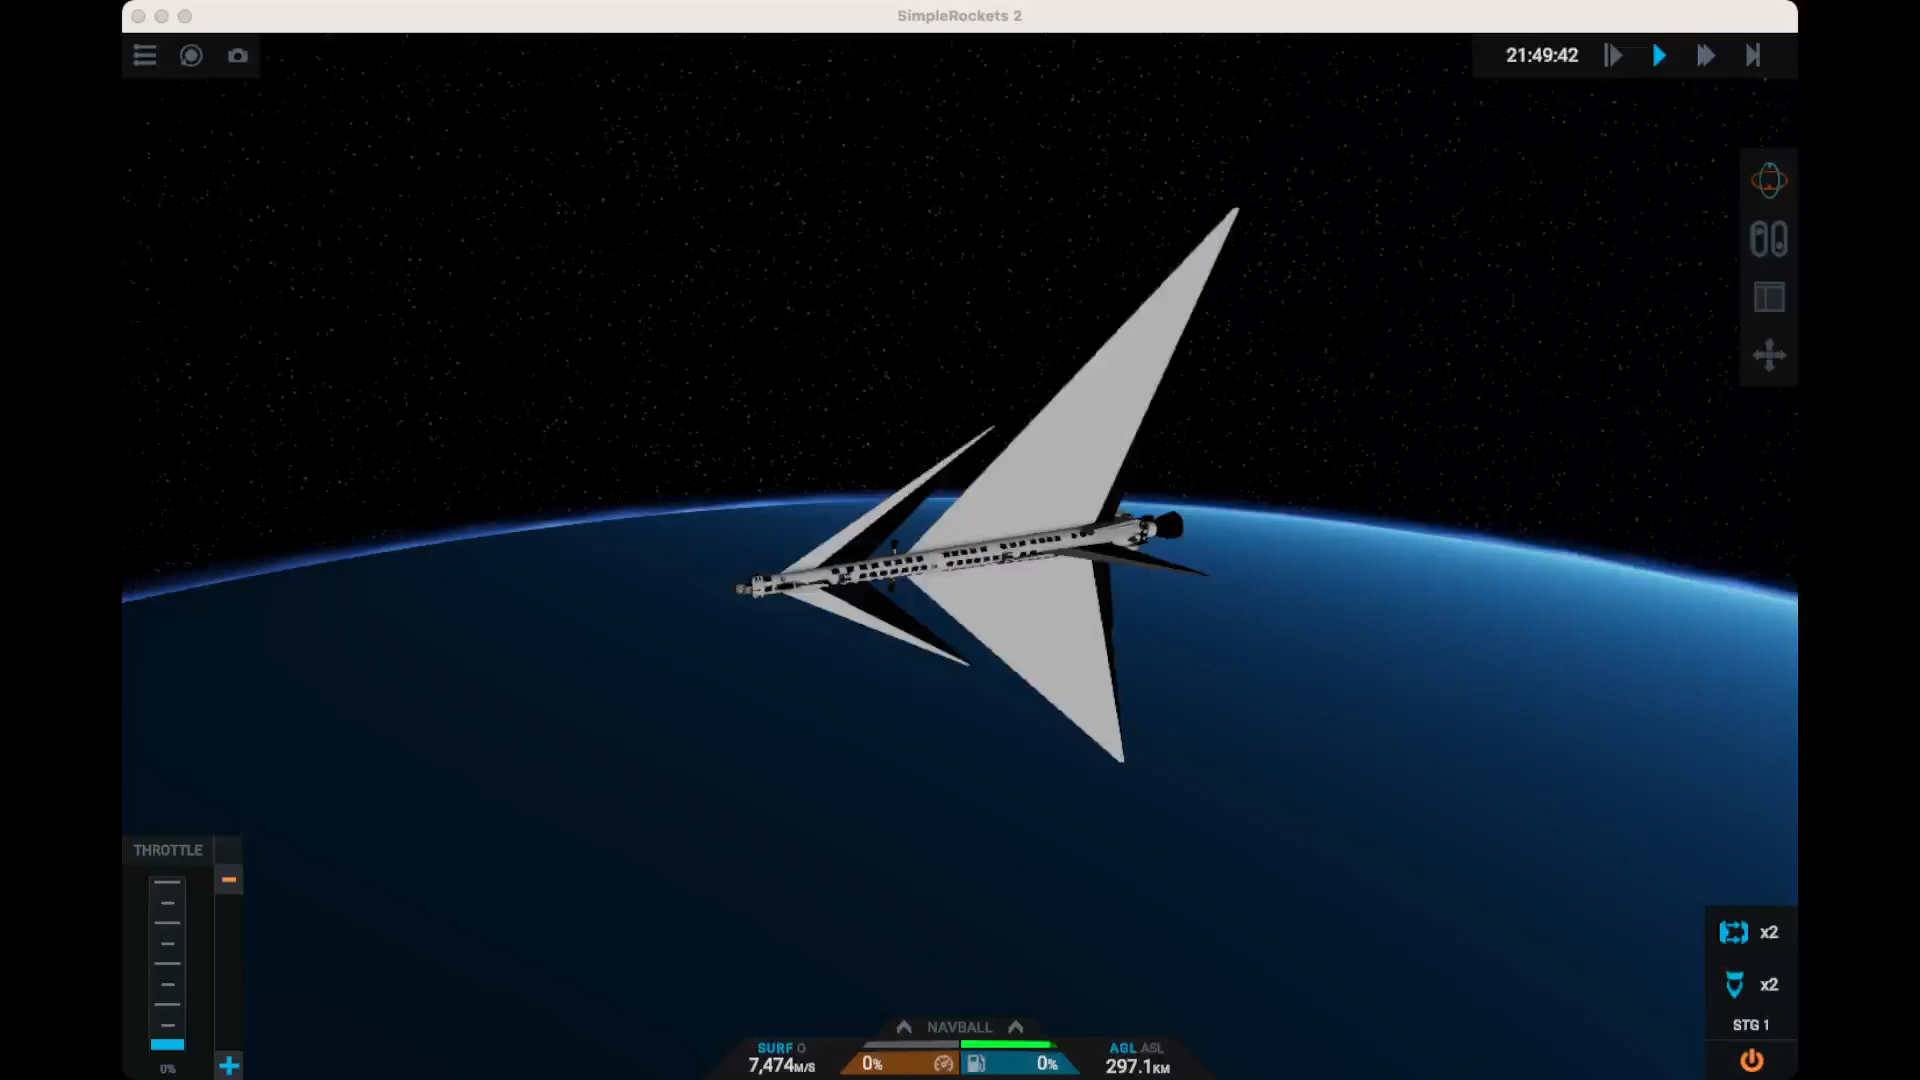 SimpleRockets 2
21:49:42
THROTTLE
0%
x2
x2
STG 1
NAVBALL
SURF O
7,474M/S
0%
0%
AGL ASL
297.1KM